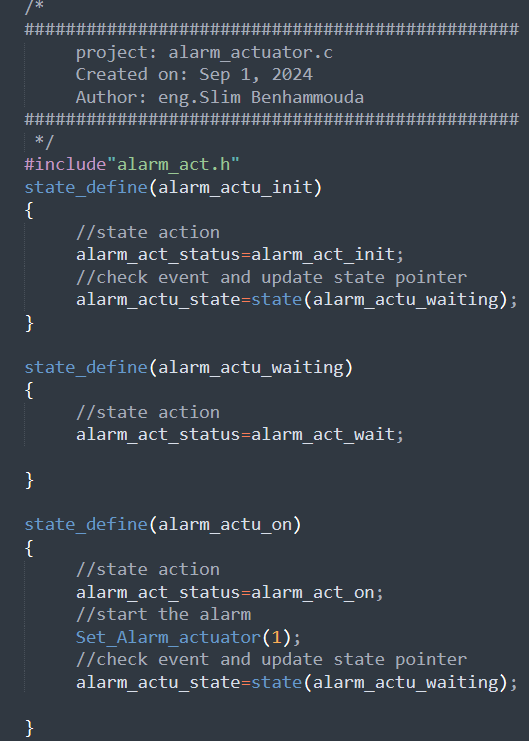 /*
################################################
project: alarm_actuator.c
Created on: Sep 1, 2024
Author: eng.Slim Benhammouda
################################################
*/
#include"alarm_act.h"
state_define(alarm_actu_init)
{
//state action
alarm_act_status=alarm_act_init;
//check event and update state pointer
alarm_actu_state=state(alarm_actu_waiting);
}
state_define(alarm_actu_waiting)
{
//state action
alarm_act_status=alarm_act_wait;
}
state_define(alarm_actu_on)
{
//state action
alarm_act_status=alarm_act_on;
//start the alarm
Set_Alarm_actuator(1);
//check event and update state pointer
alarm_actu_state=state(alarm_actu_waiting);
}